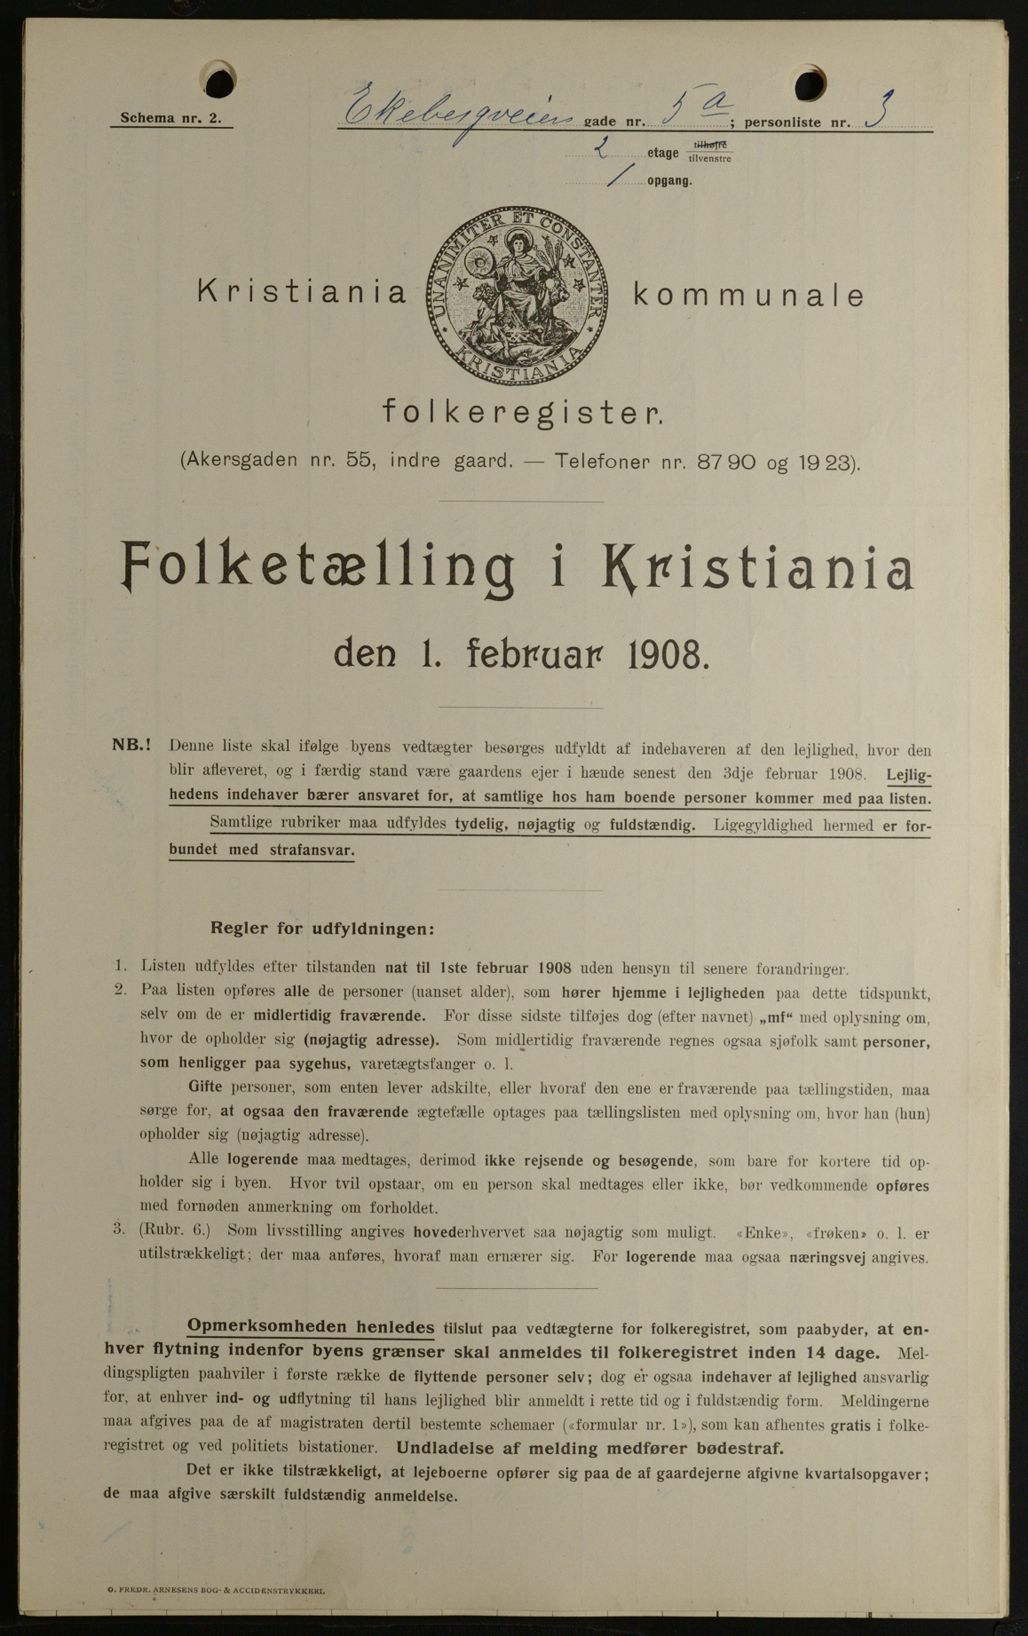 Schema nr. 2.
Ekebergveien gade nr. 5a; personliste nr. 3
2 etage tilhøjre tilvenstre
1 opgang.
UNANIMITER ET CONSTANTER
KRISTIANIA
Kristiania kommunale
folkeregister.
(Akersgaden nr. 55, indre gaard. — Telefoner nr. 87 90 og 19 23).
Folketælling i Kristiania
den 1. februar 1908.
NB.! Denne liste skal ifølge byens vedtægter besørges udfyldt af indehaveren af den lejlighed, hvor den
blir afleveret, og i færdig stand være gaardens ejer i hænde senest den 3dje februar 1908. Lejlig-
hedens indehaver bærer ansvaret for, at samtlige hos ham boende personer kommer med paa listen.
Samtlige rubriker maa udfyldes tydelig, nøjagtig og fuldstændig. Ligegyldighed hermed er for-
bundet med strafansvar.
Regler for udfyldningen:
1. Listen udfyldes efter tilstanden nat til 1ste februar 1908 uden hensyn til senere forandringer.
2. Paa listen opføres alle de personer (uanset alder), som hører hjemme i lejligheden paa dette tidspunkt,
selv om de er midlertidig fraværende. For disse sidste tilføjes dog (efter navnet) „mf“ med oplysning om,
hvor de opholder sig (nøjagtig adresse). Som midlertidig fraværende regnes ogsaa sjøfolk samt personer,
som henligger paa sygehus, varetægtsfanger o. l.
Gifte personer, som enten lever adskilte, eller hvoraf den ene er fraværende paa tællingstiden, maa
sørge for, at ogsaa den fraværende ægtefælle optages paa tællingslisten med oplysning om, hvor han (hun)
opholder sig (nøjagtig adresse).
Alle logerende maa medtages, derimod ikke rejsende og besøgende, som bare for kortere tid op-
holder sig i byen. Hvor tvil opstaar, om en person skal medtages eller ikke, bør vedkommende opføres
med fornøden anmerkning om forholdet.
3. (Rubr. 6.) Som livsstilling angives hovederhvervet saa nøjagtig som muligt. «Enke», «frøken» o. l. er
utilstrækkeligt; der maa anføres, hvoraf man ernærer sig. For logerende maa ogsaa næringsvej angives.
Opmerksomheden henledes tilslut paa vedtægterne for folkeregistret, som paabyder, at en-
hver flytning indenfor byens grænser skal anmeldes til folkeregistret inden 14 dage. Mel-
dingspligten paahviler i første række de flyttende personer selv; dog er ogsaa indehaver af lejlighed ansvarlig
for, at enhver ind- og udflytning til hans lejlighed blir anmeldt i rette tid og i fuldstændig form. Meldingerne
maa afgives paa de af magistraten dertil bestemte schemaer («formular nr. 1»), som kan afhentes gratis i folke-
registret og ved politiets bistationer. Undladelse af melding medfører bødestraf.
Det er ikke tilstrækkeligt, at lejeboerne opfører sig paa de af gaardejerne afgivne kvartalsopgaver;
de maa afgive særskilt fuldstændig anmeldelse.
O. FREDR. ARNESENS BOG- & ACCIDENSTRYKKERI.